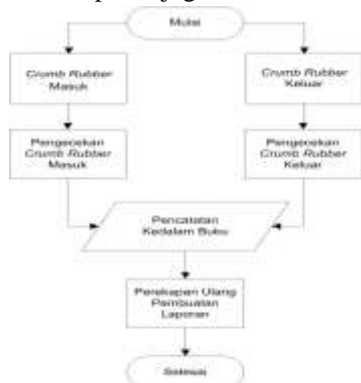 Mulai
Crumb Rubber
Masuk
Crumb Rubber
Keluar
Pengecekan
Crumb Rubber
Masuk
Pengecekan
Crumb Rubber
Keluar
Pencatatan
Kedalam Buku
Perekapan Ulang
Pembuatan
Laporan
Selesai